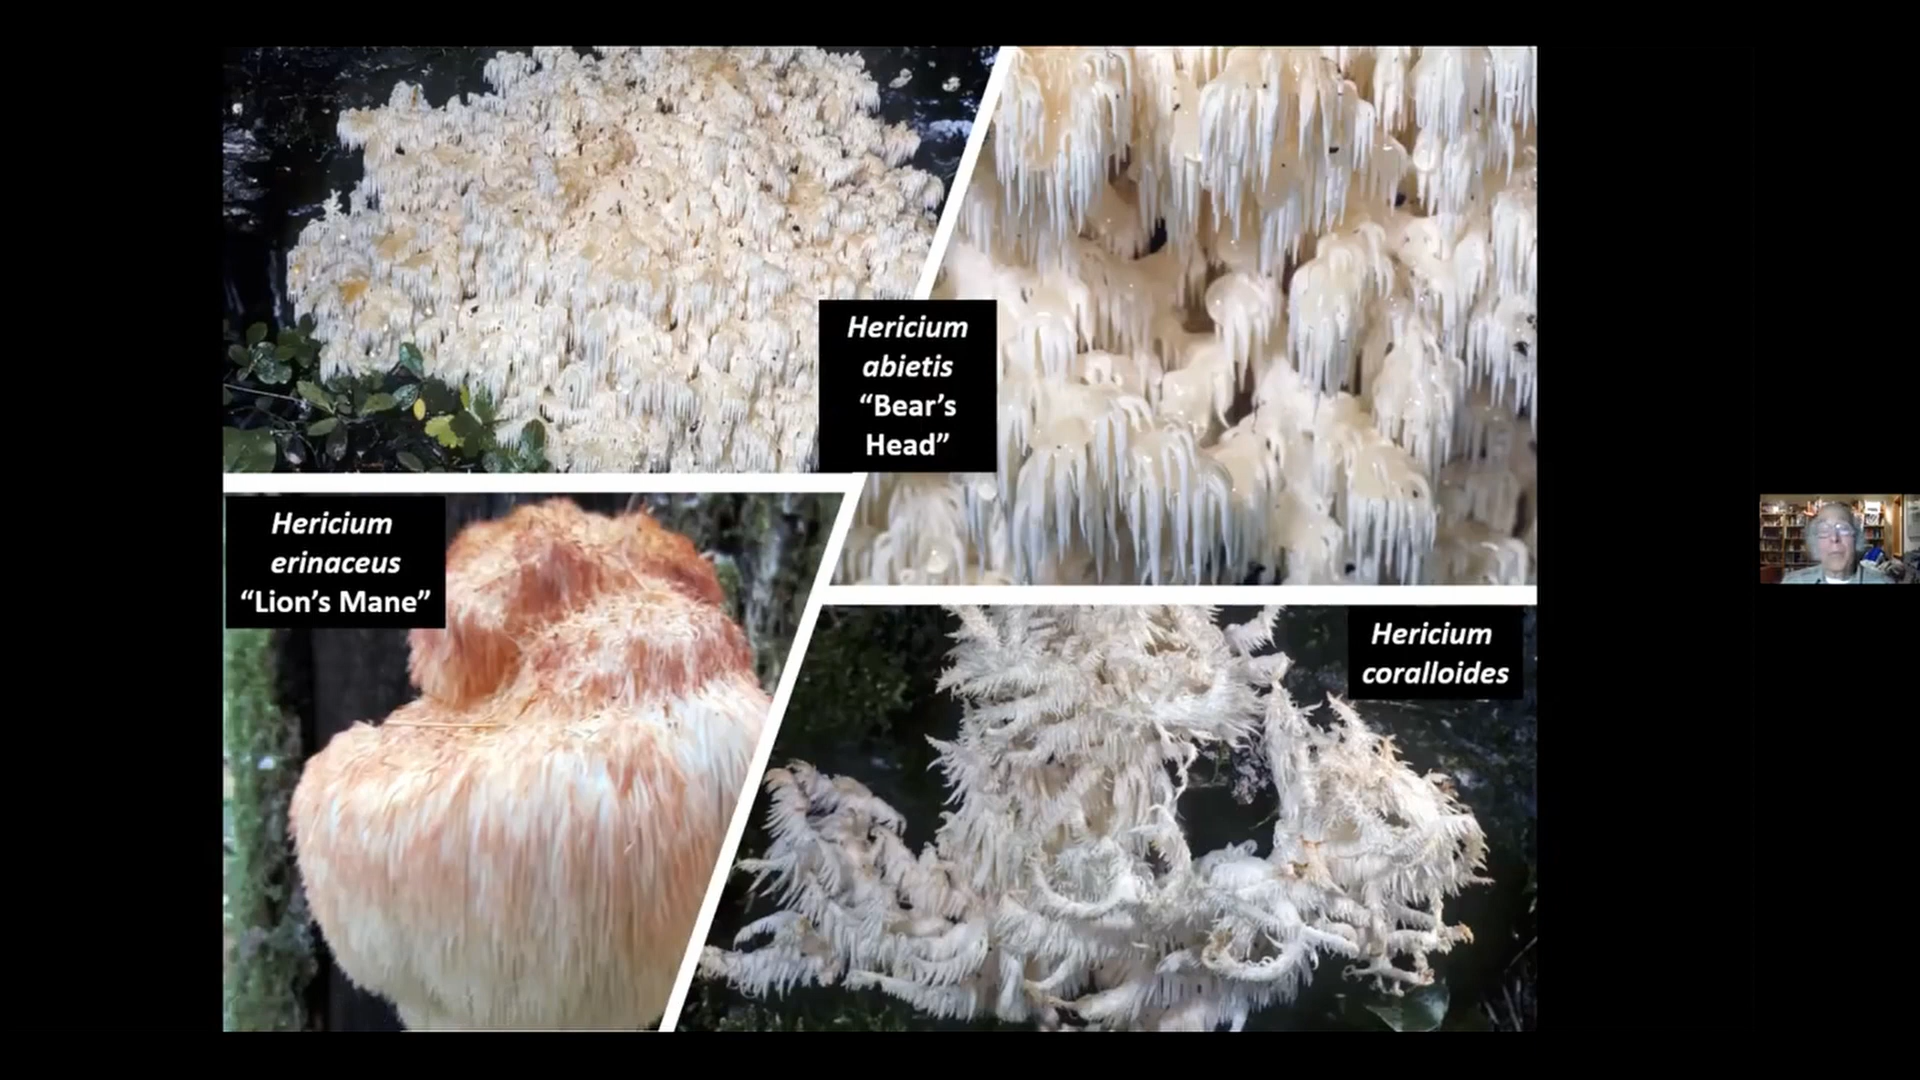 Hericium
abietis
“Bear’s
Head”
Hericium
erinaceus
“Lion’s Mane”
Hericium
coralloides